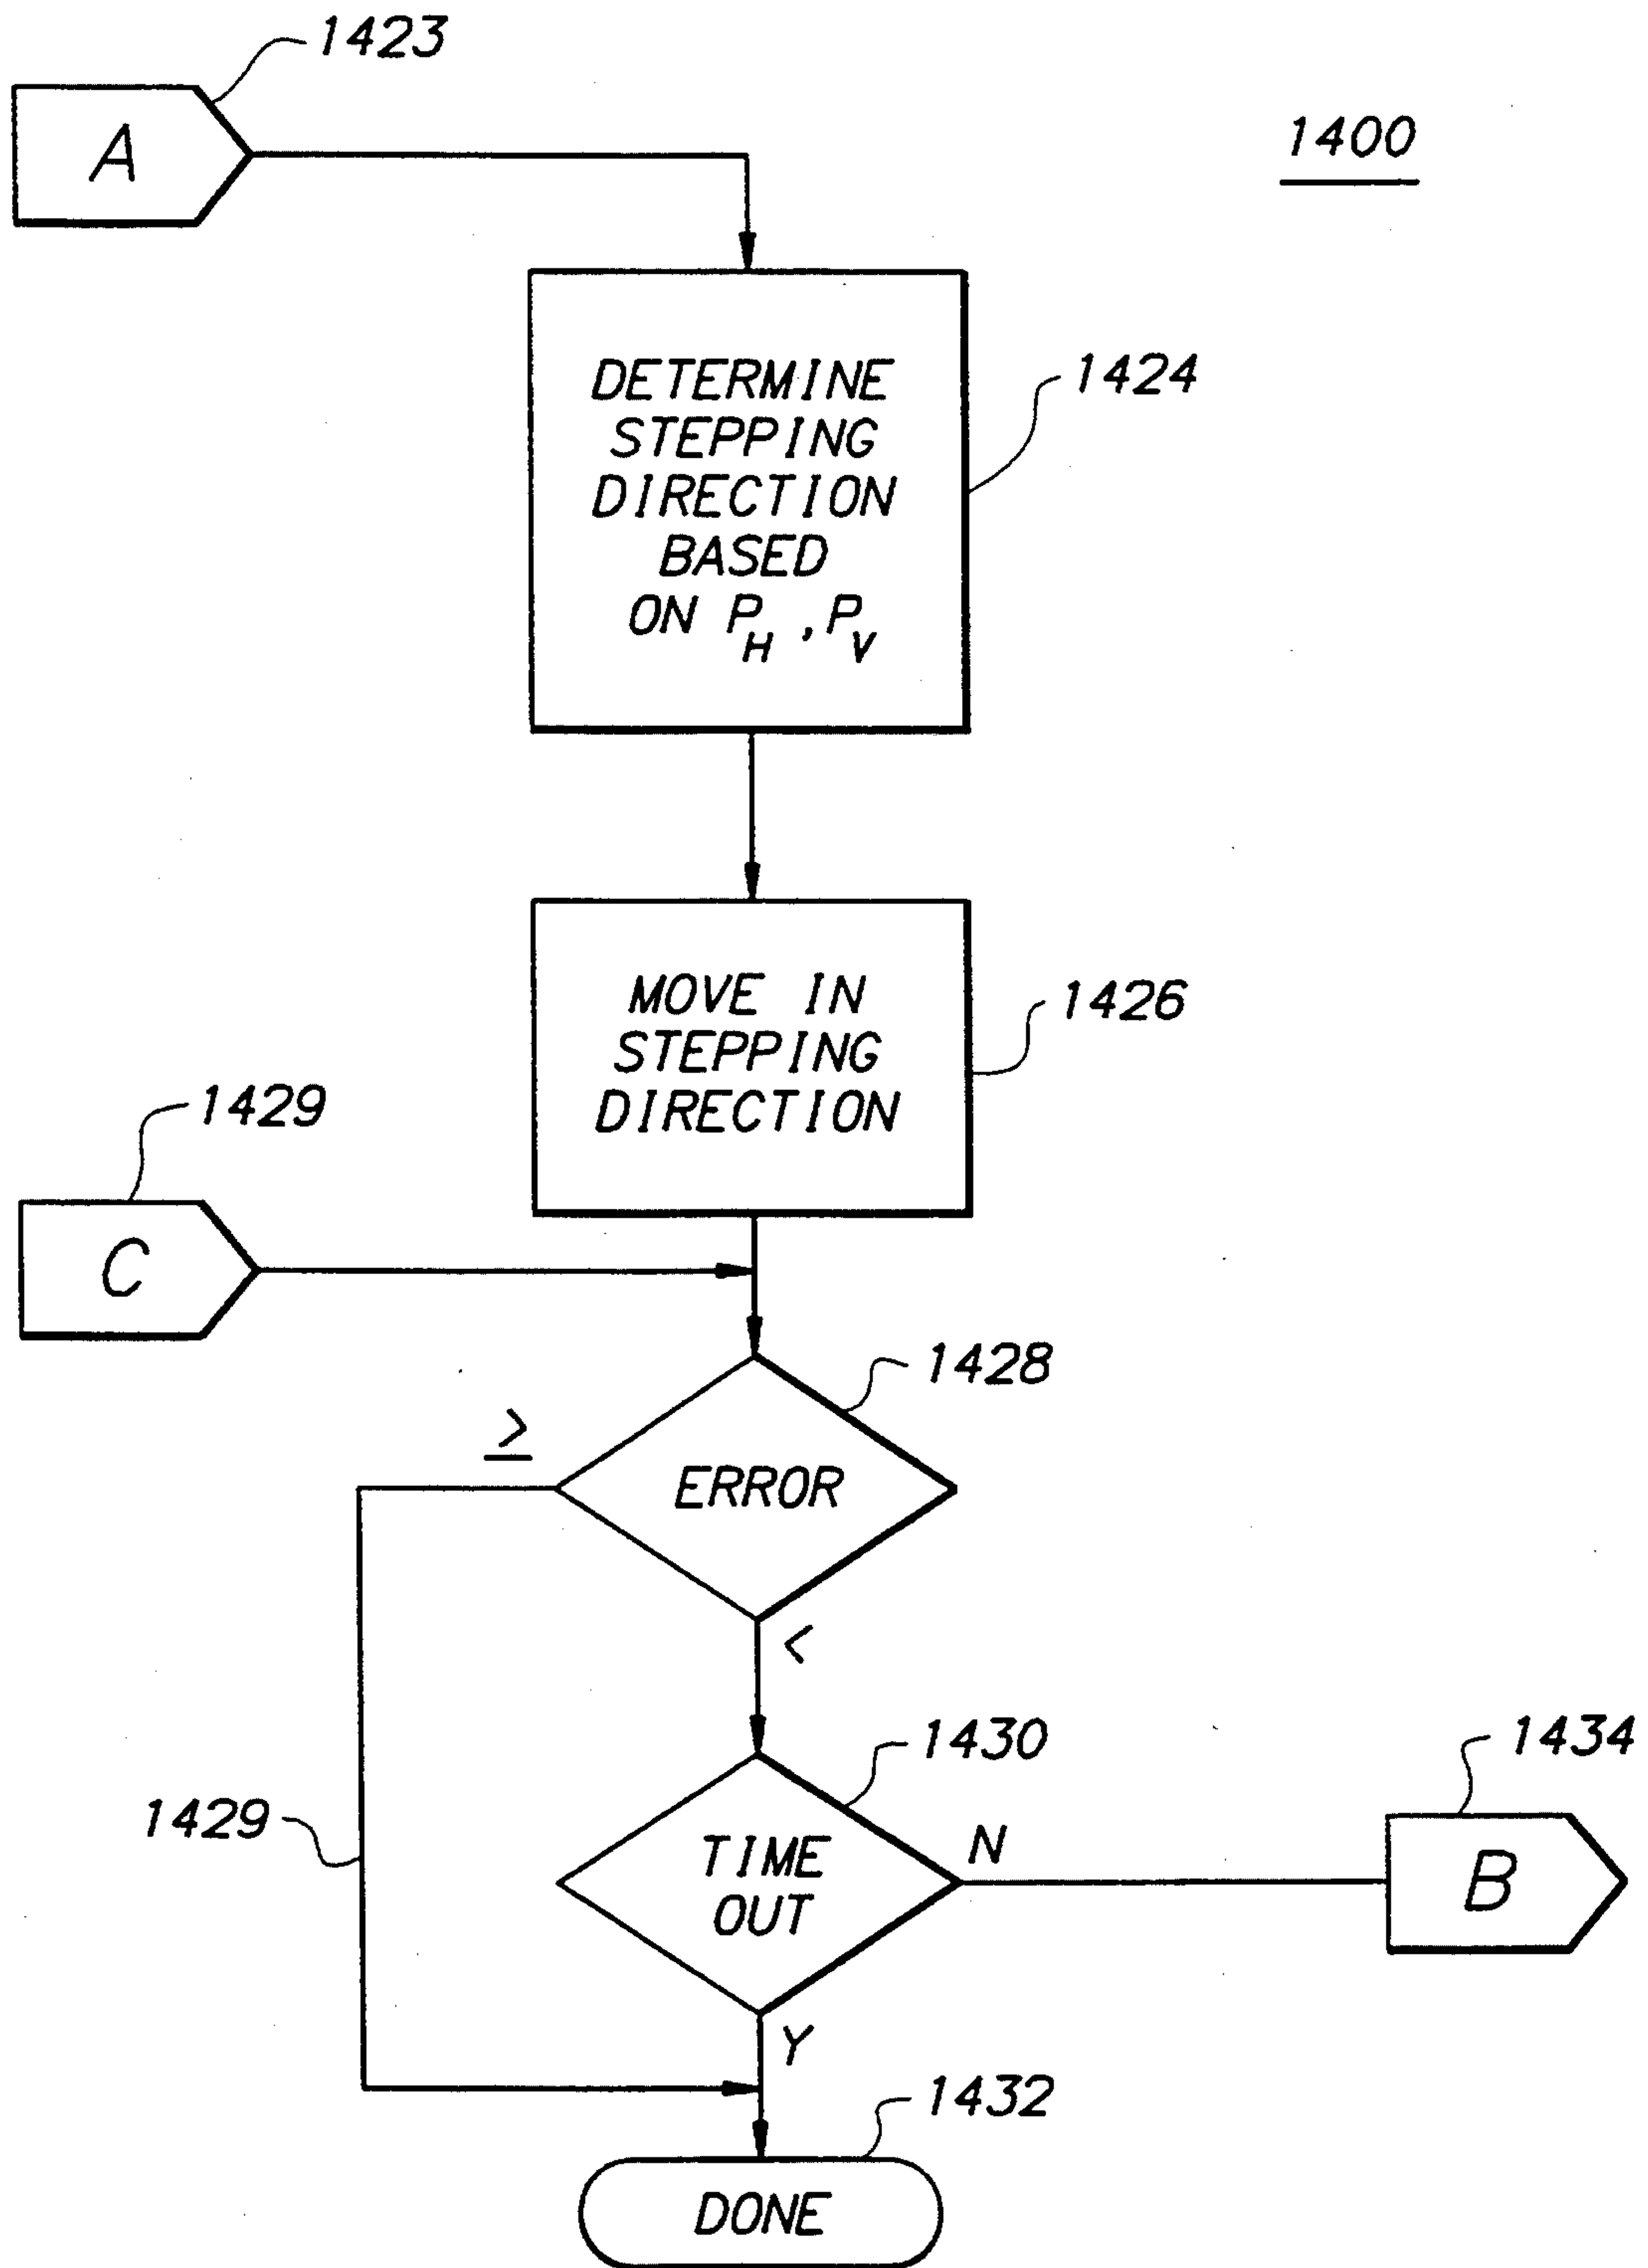 1423
A
1400
DETERMINE
STEPPING
DIRECTION
BASED
ON P_H, P_V
1424
MOVE IN
STEPPING
DIRECTION
1426
1429
C
1428
≥
ERROR
<
1430
1434
1429
TIME
OUT
N
B
Y
1432
DONE